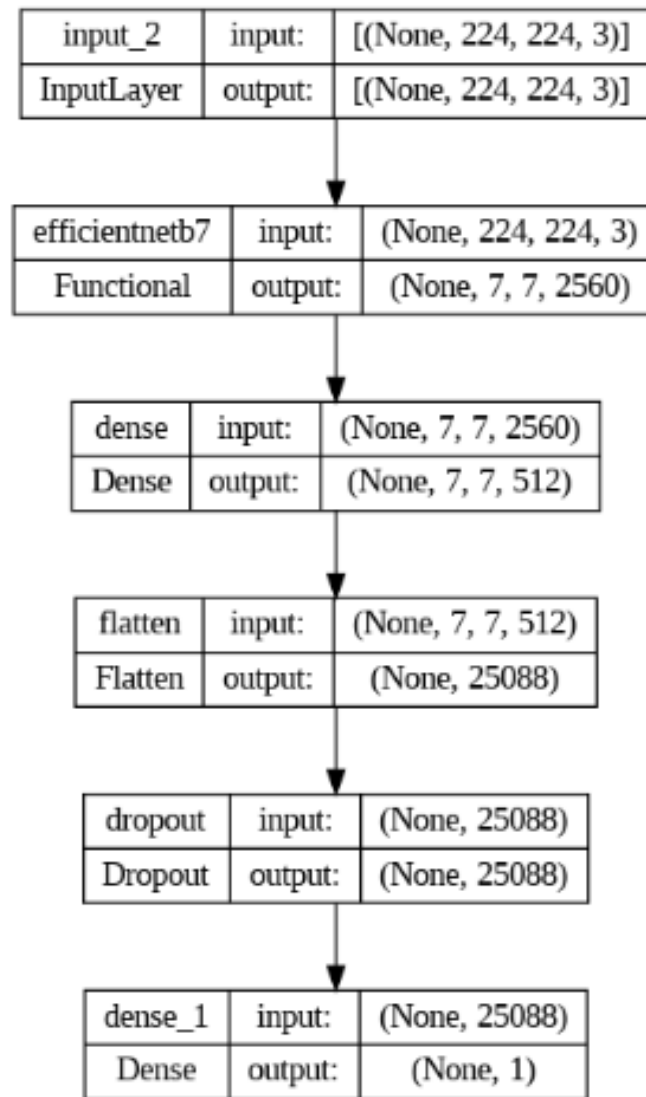 input_2 input: [(None, 224, 224, 3)]
InputLayer output: [(None, 224, 224, 3)]
efficientnetb7 input: (None, 224, 224, 3)
Functional output: (None, 7, 7, 2560)
dense input: (None, 7, 7, 2560)
Dense output: (None, 7, 7, 512)
flatten input: (None, 7, 7, 512)
Flatten output: (None, 25088)
dropout input: (None, 25088)
Dropout output: (None, 25088)
dense_1 input: (None, 25088)
Dense output: (None, 1)